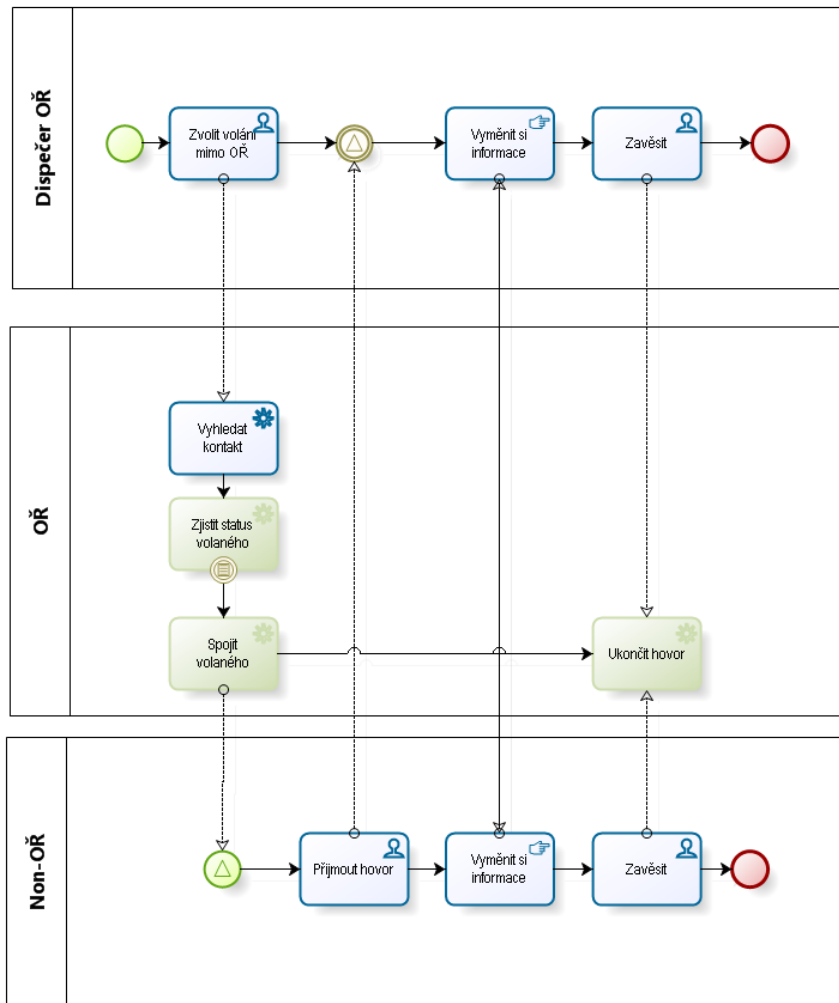 Dispečer OŘ
Zvolit volání
mimo OŘ
Vyměnit si
informace
Zavěsit
OŘ
Vyhledat
kontakt
Zjistit status
volaného
Spojit
volaného
Ukončit hovor
Non-OŘ
Přijmout hovor
Vyměnit si
informace
Zavěsit